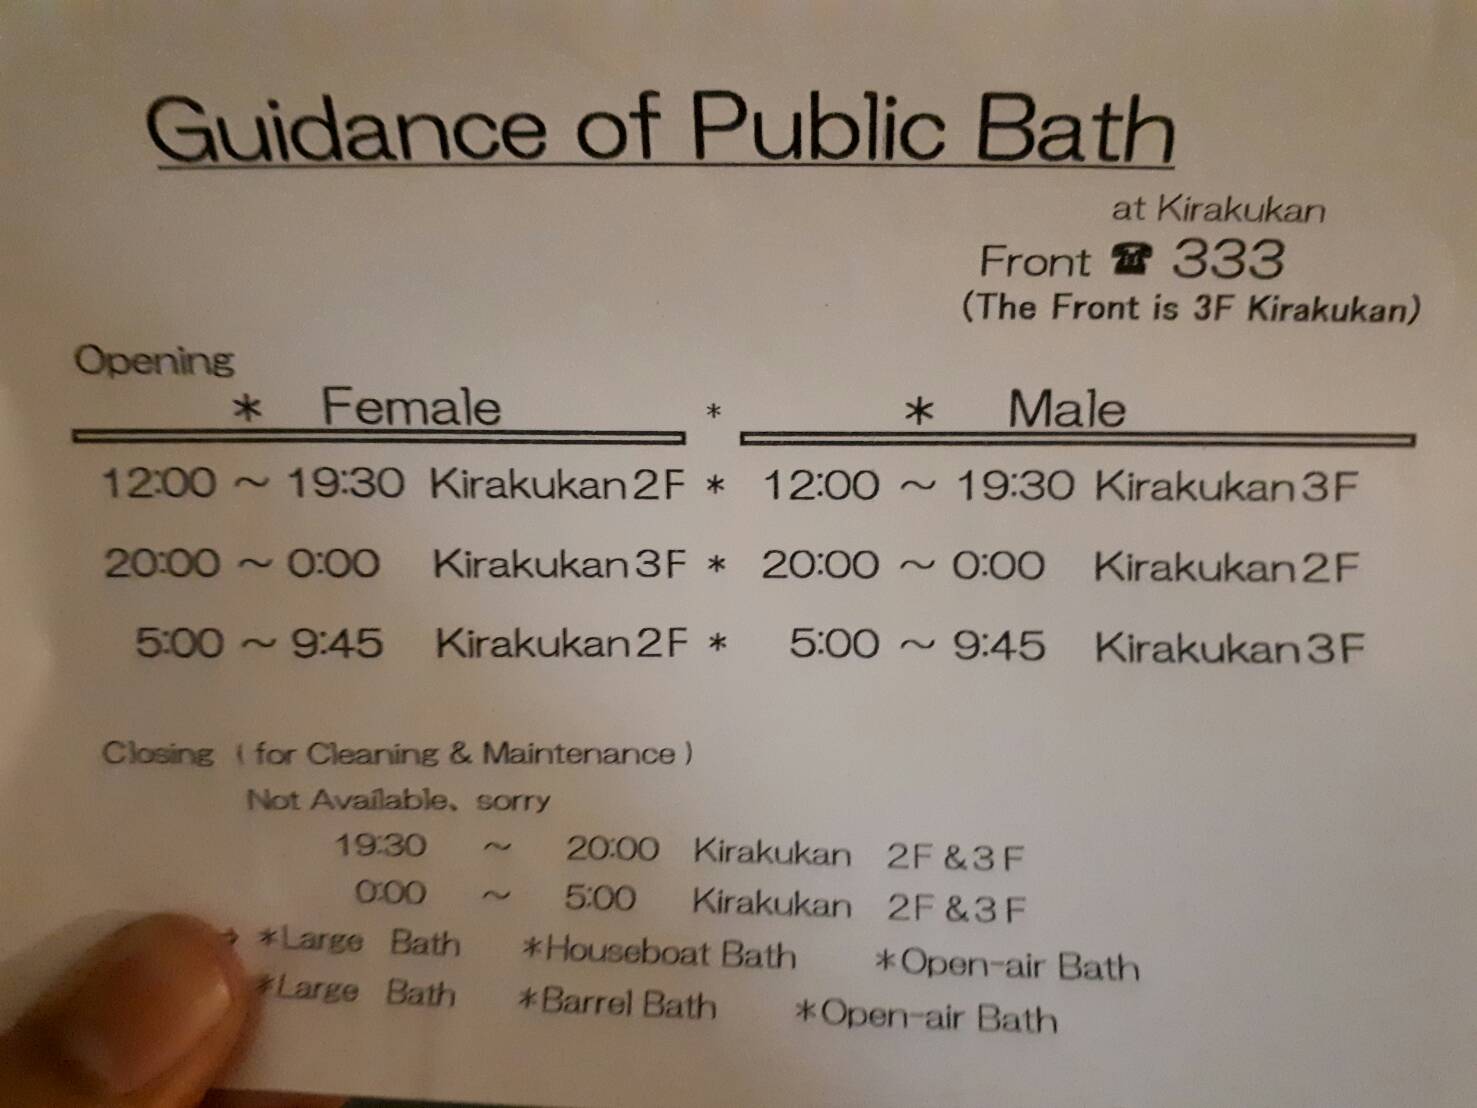 Guidance of Public Bath
at Kirakukan
Front ☎ 333
(The Front is 3F Kirakukan)
Opening
* Female * * Male
12:00 ～ 19:30 Kirakukan 2F * 12:00 ～ 19:30 Kirakukan 3F
20:00 ～ 0:00 Kirakukan 3F * 20:00 ～ 0:00 Kirakukan 2F
5:00 ～ 9:45 Kirakukan 2F * 5:00 ～ 9:45 Kirakukan 3F
Closing ( for Cleaning & Maintenance )
Not Available、sorry
19:30 ～ 20:00 Kirakukan 2F & 3F
0:00 ～ 5:00 Kirakukan 2F & 3F
→ *Large Bath *Houseboat Bath *Open-air Bath
*Large Bath *Barrel Bath *Open-air Bath